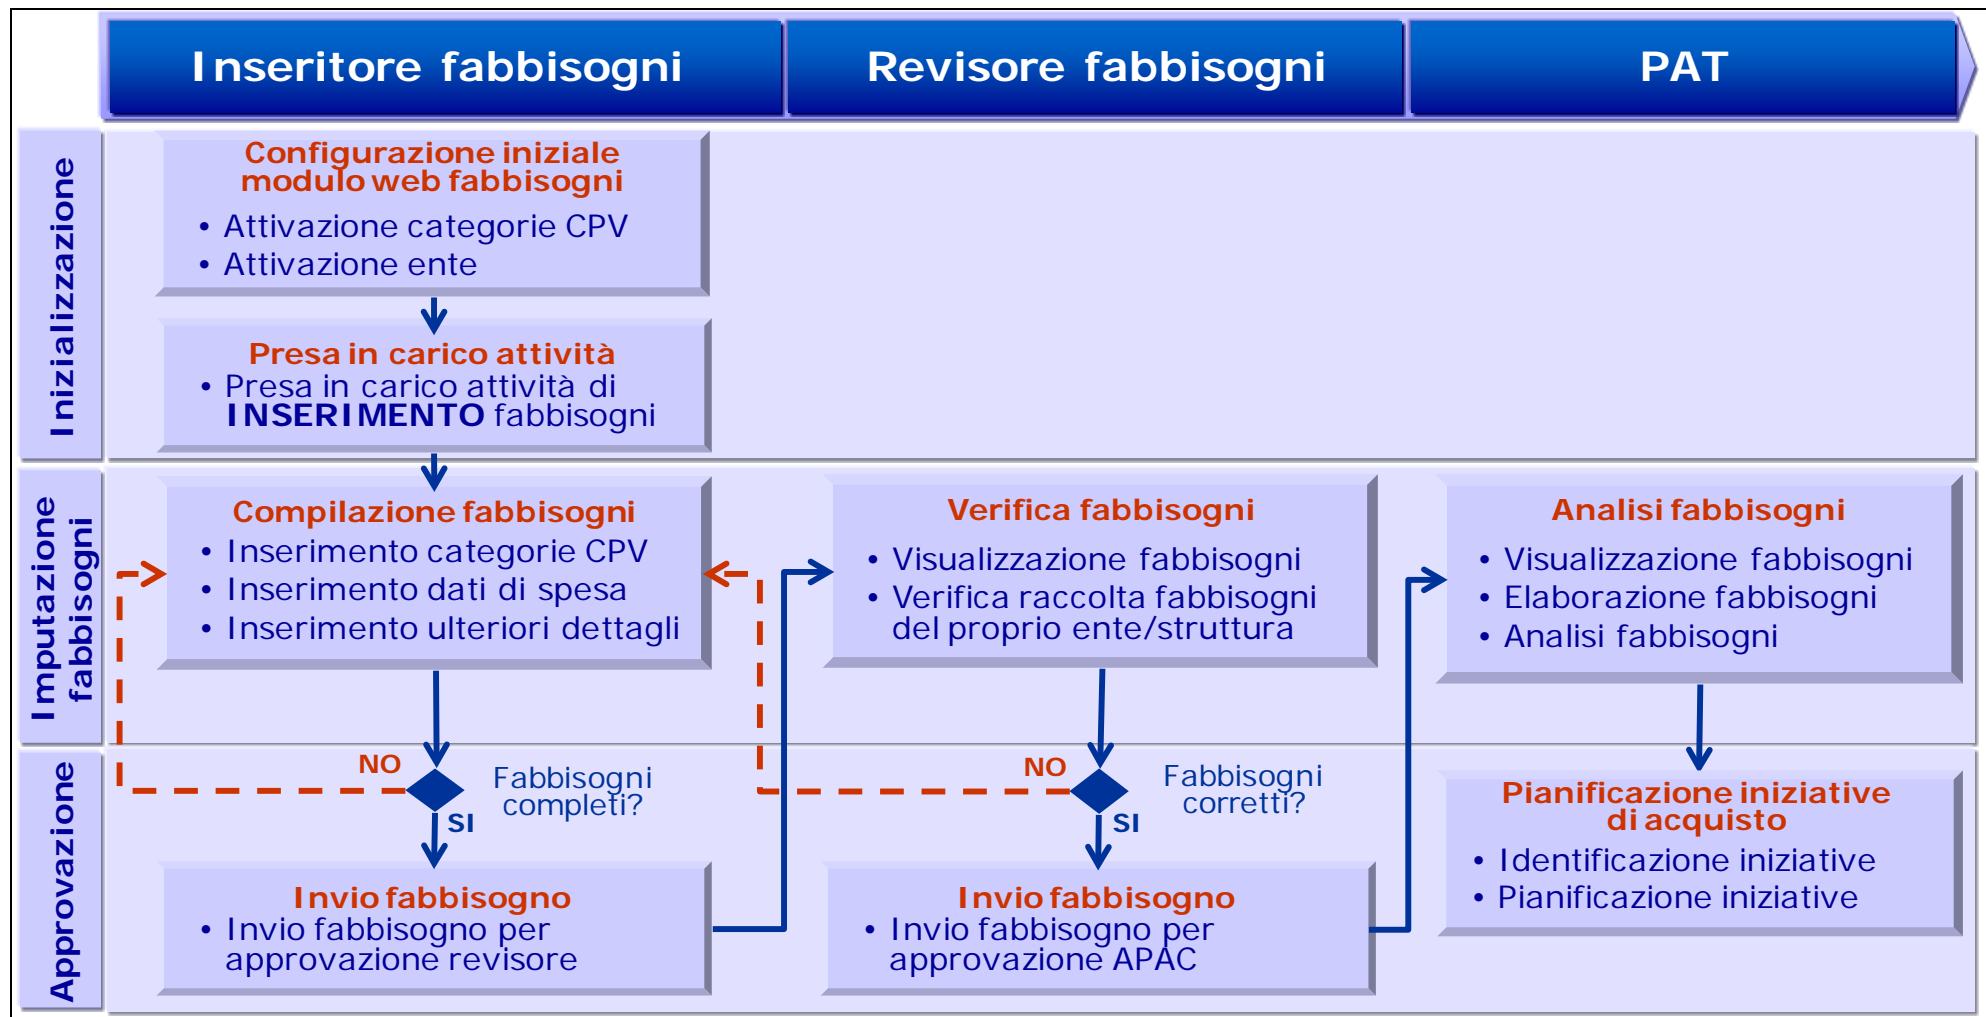 Inseritore fabbisogni
Revisore fabbisogni
PAT
Inizializzazione
Configurazione iniziale
modulo web fabbisogni
• Attivazione categorie CPV
• Attivazione ente
Presa in carico attività
• Presa in carico attività di
INSERIMENTO fabbisogni
Imputazione
fabbisogni
Compilazione fabbisogni
• Inserimento categorie CPV
• Inserimento dati di spesa
• Inserimento ulteriori dettagli
Verifica fabbisogni
• Visualizzazione fabbisogni
• Verifica raccolta fabbisogni
del proprio ente/struttura
Analisi fabbisogni
• Visualizzazione fabbisogni
• Elaborazione fabbisogni
• Analisi fabbisogni
Approvazione
NO
Fabbisogni
completi?
SI
Invio fabbisogno
• Invio fabbisogno per
approvazione revisore
NO
Fabbisogni
corretti?
SI
Invio fabbisogno
• Invio fabbisogno per
approvazione APAC
Pianificazione iniziative
di acquisto
• Identificazione iniziative
• Pianificazione iniziative